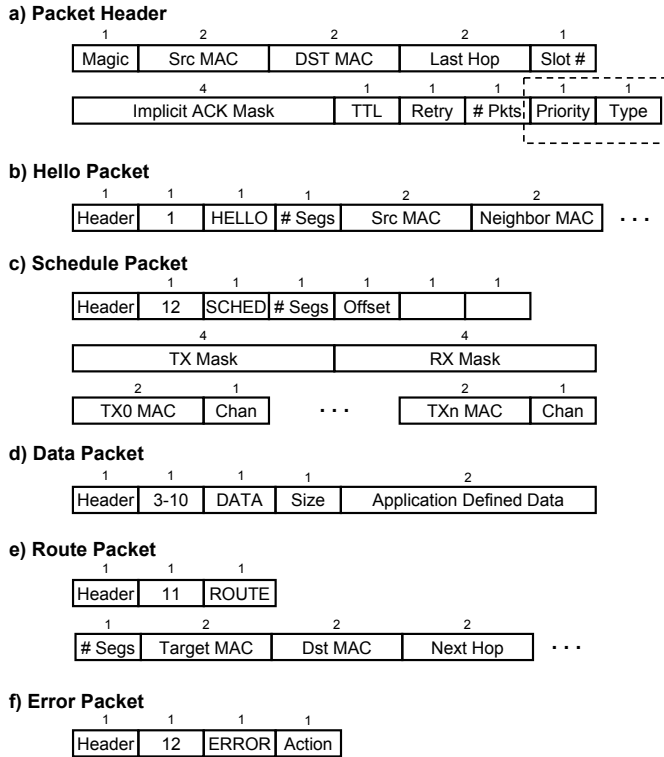 a) Packet Header
1 2 2 2 1
Magic Src MAC DST MAC Last Hop Slot #
4 1 1 1 1 1
Implicit ACK Mask TTL Retry # Pkts Priority Type
b) Hello Packet
1 1 1 1 2 2
Header 1 HELLO # Segs Src MAC Neighbor MAC . . .
c) Schedule Packet
1 1 1 1 1 1
Header 12 SCHED # Segs Offset
4 4
TX Mask RX Mask
2 1 2 1
TX0 MAC Chan . . . TXn MAC Chan
d) Data Packet
1 1 1 1 2
Header 3-10 DATA Size Application Defined Data
e) Route Packet
1 1 1
Header 11 ROUTE
1 2 2 2
# Segs Target MAC Dst MAC Next Hop . . .
f) Error Packet
1 1 1 1
Header 12 ERROR Action